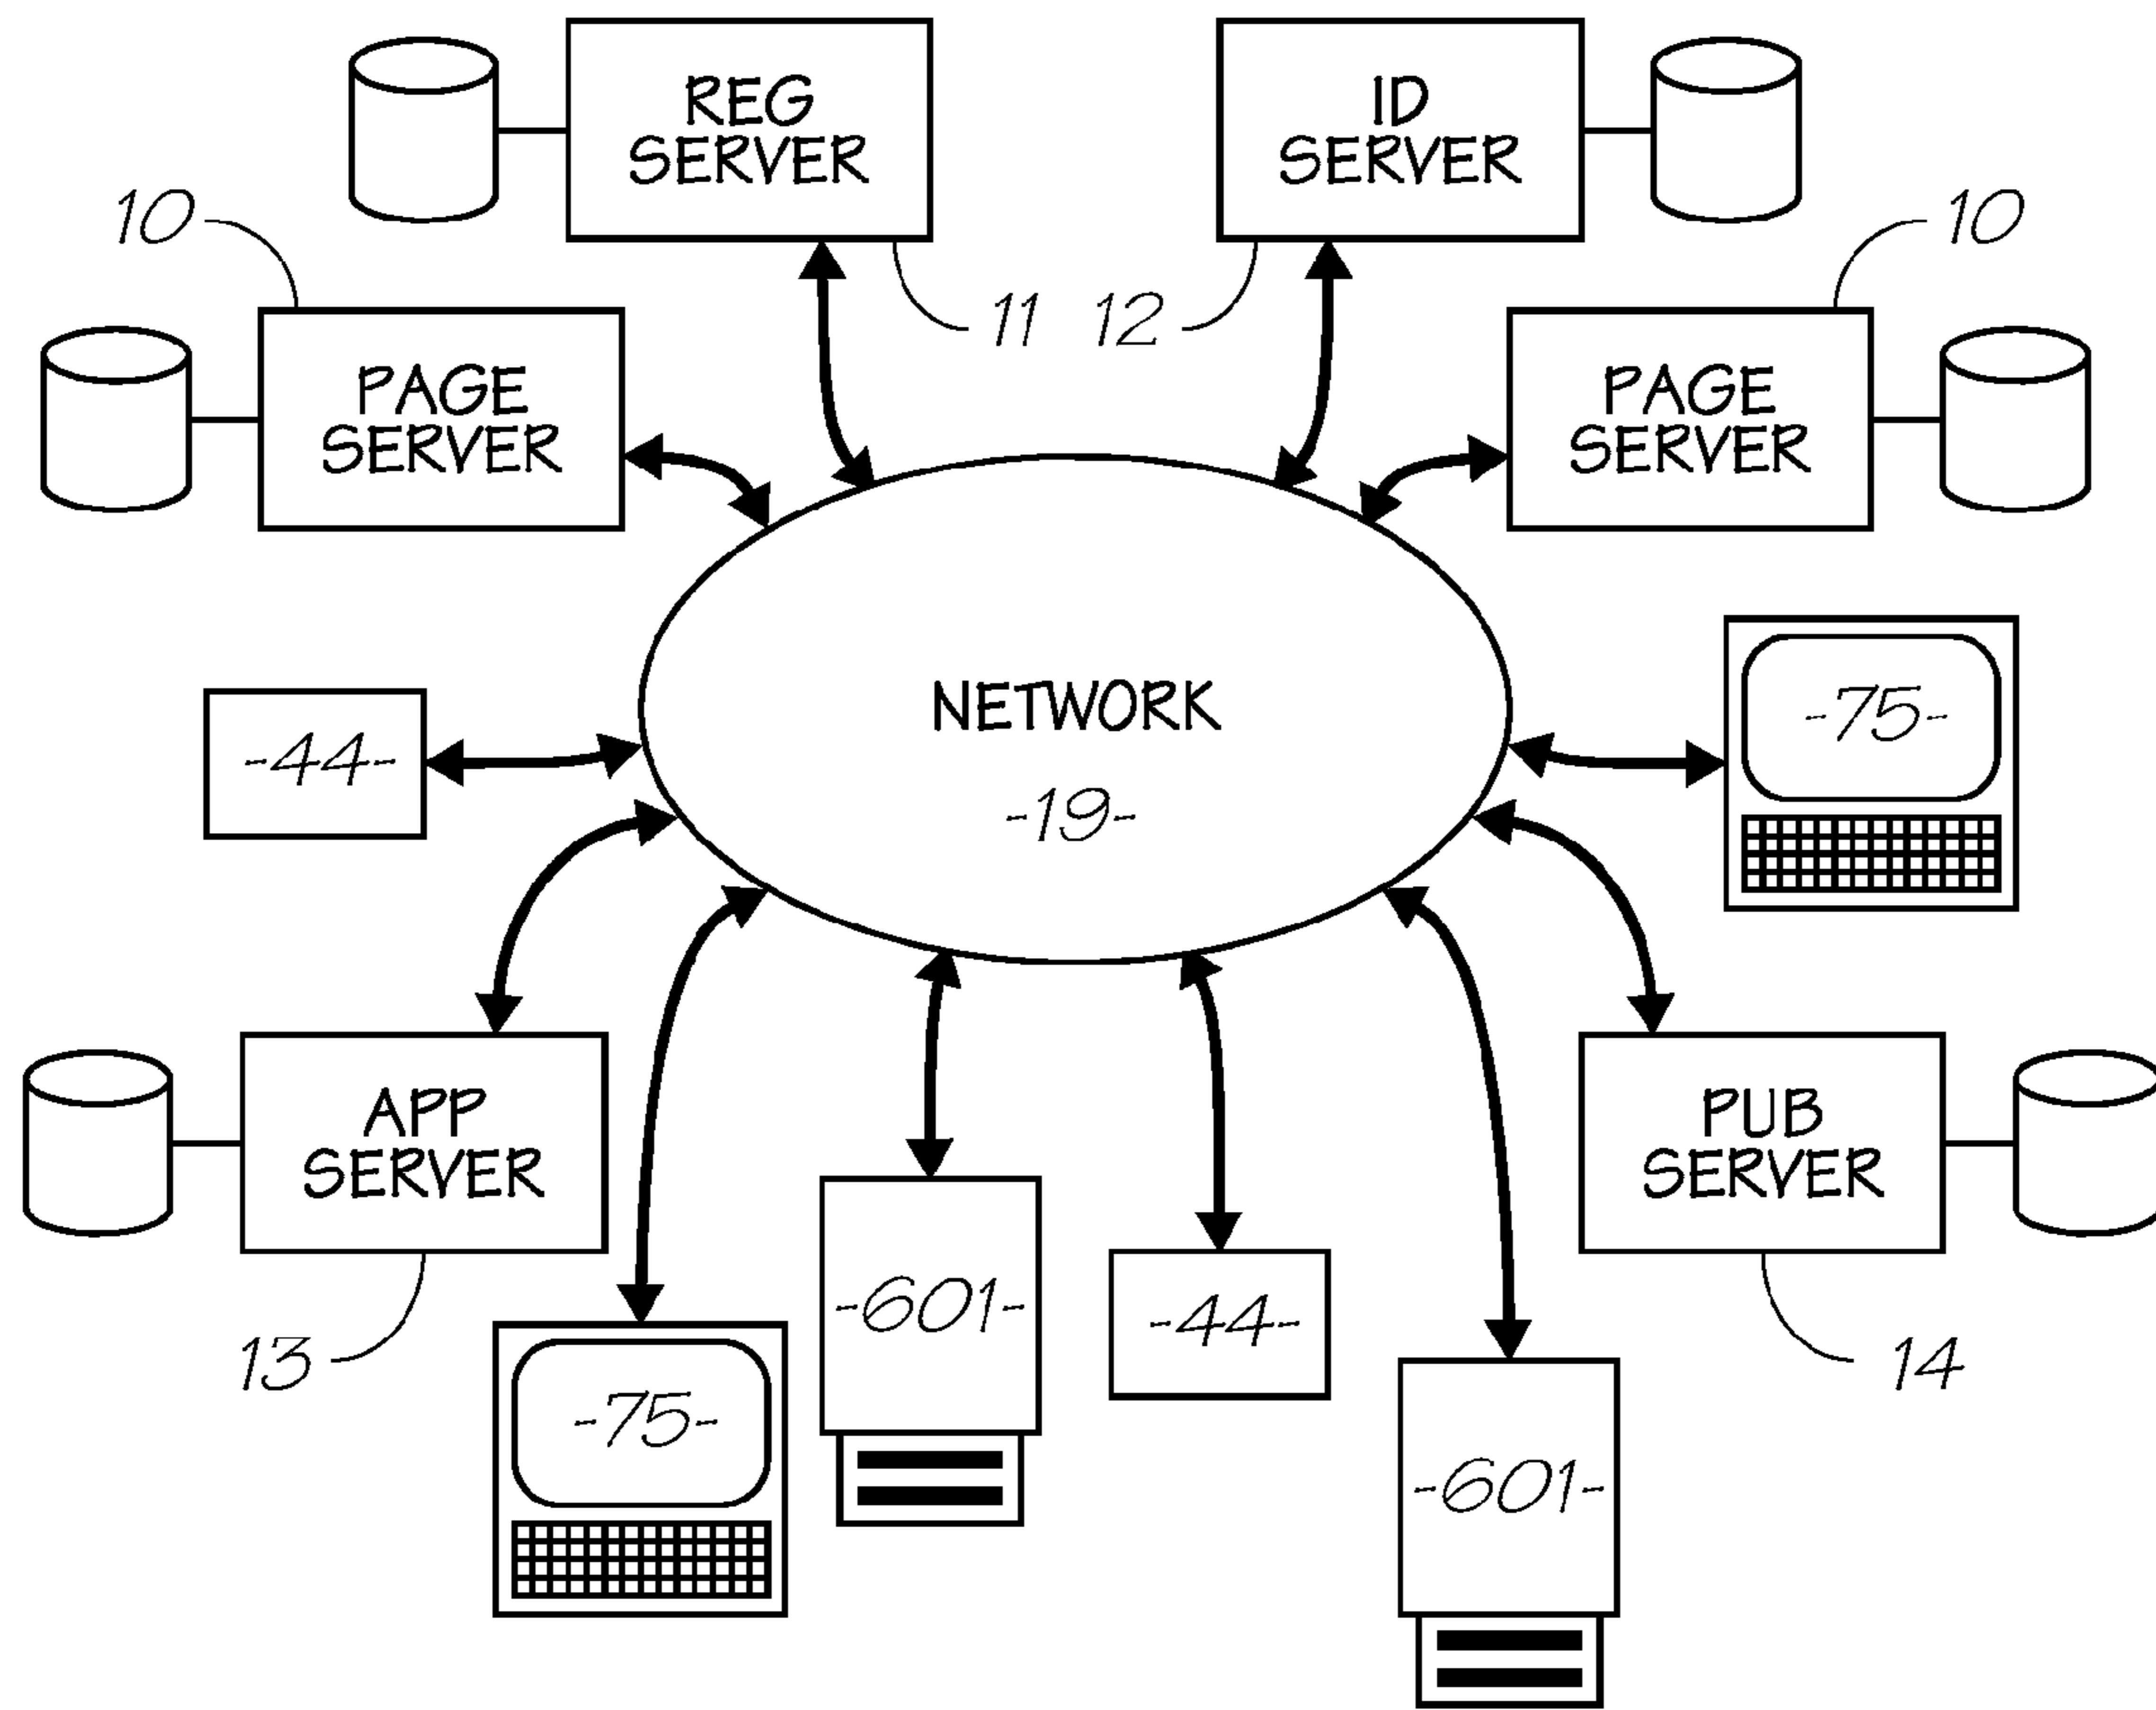 REG
SERVER
ID
SERVER
10
10
11
12
PAGE
SERVER
PAGE
SERVER
NETWORK
-19-
-44-
-75-
APP
SERVER
PUB
SERVER
-601-
-44-
13
14
-75-
-601-